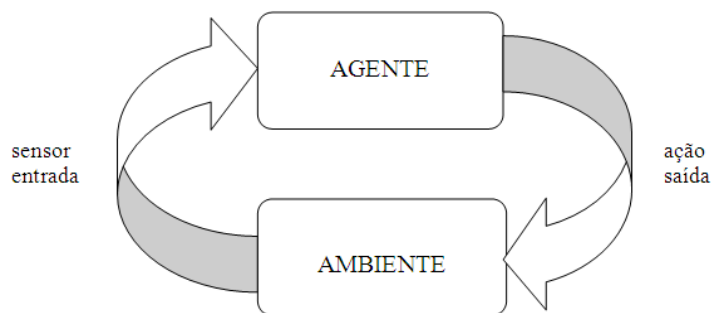 AGENTE
sensor
entrada
ação
saída
AMBIENTE